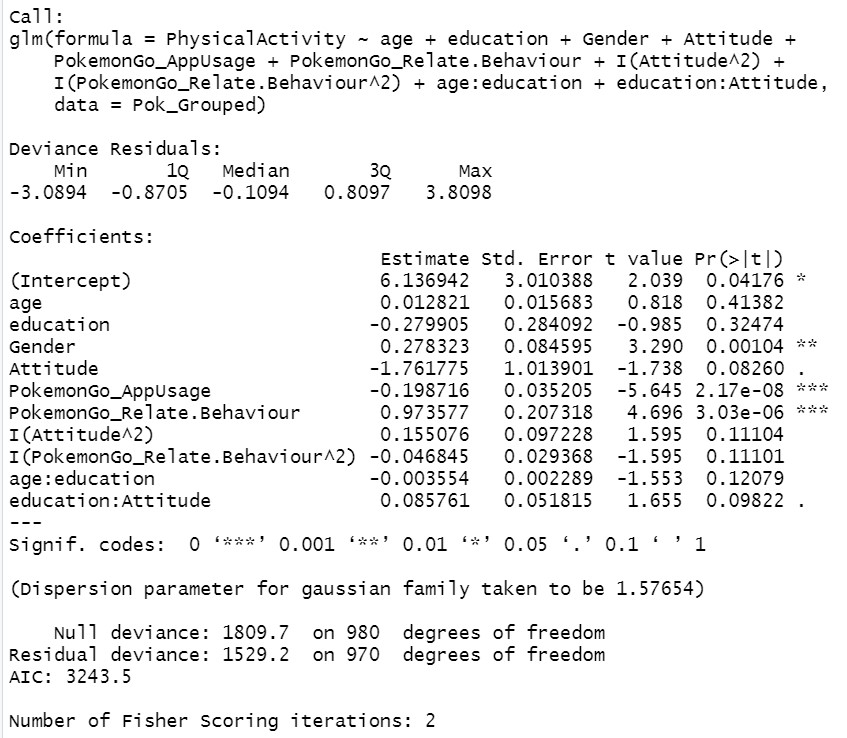 Call:
glm(formula = PhysicalActivity ~ age + education + Gender + Attitude +
    PokemonGo_AppUsage + PokemonGo_Relate.Behaviour + I(Attitude^2) +
    I(PokemonGo_Relate.Behaviour^2) + age:education + education:Attitude,
    data = Pok_Grouped)

Deviance Residuals:
    Min       1Q   Median       3Q      Max
-3.0894  -0.8705  -0.1094   0.8097   3.8098

Coefficients:
                                 Estimate Std. Error t value Pr(>|t|)
(Intercept)                      6.136942   3.010388   2.039  0.04176 *
age                              0.012821   0.015683   0.818  0.41382
education                       -0.279905   0.284092  -0.985  0.32474
Gender                           0.278323   0.084595   3.290  0.00104 **
Attitude                        -1.761775   1.013901  -1.738  0.08260 .
PokemonGo_AppUsage              -0.198716   0.035205  -5.645 2.17e-08 ***
PokemonGo_Relate.Behaviour       0.973577   0.207318   4.696 3.03e-06 ***
I(Attitude^2)                    0.155076   0.097228   1.595  0.11104
I(PokemonGo_Relate.Behaviour^2) -0.046845   0.029368  -1.595  0.11101
age:education                   -0.003554   0.002289  -1.553  0.12079
education:Attitude               0.085761   0.051815   1.655  0.09822 .
---
Signif. codes:  0 ‘***’ 0.001 ‘**’ 0.01 ‘*’ 0.05 ‘.’ 0.1 ‘ ’ 1

(Dispersion parameter for gaussian family taken to be 1.57654)

    Null deviance: 1809.7  on 980  degrees of freedom
Residual deviance: 1529.2  on 970  degrees of freedom
AIC: 3243.5

Number of Fisher Scoring iterations: 2